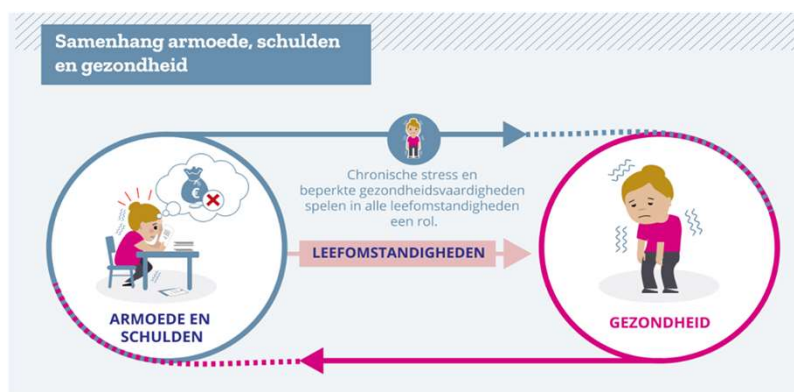 Samenhang armoede, schulden
en gezondheid
Chronische stress en
beperkte gezondheidsvaardigheden
spelen in alle leefomstandigheden
een rol.
LEEFOMSTANDIGHEDEN
€
ARMOEDE EN
SCHULDEN
GEZONDHEID